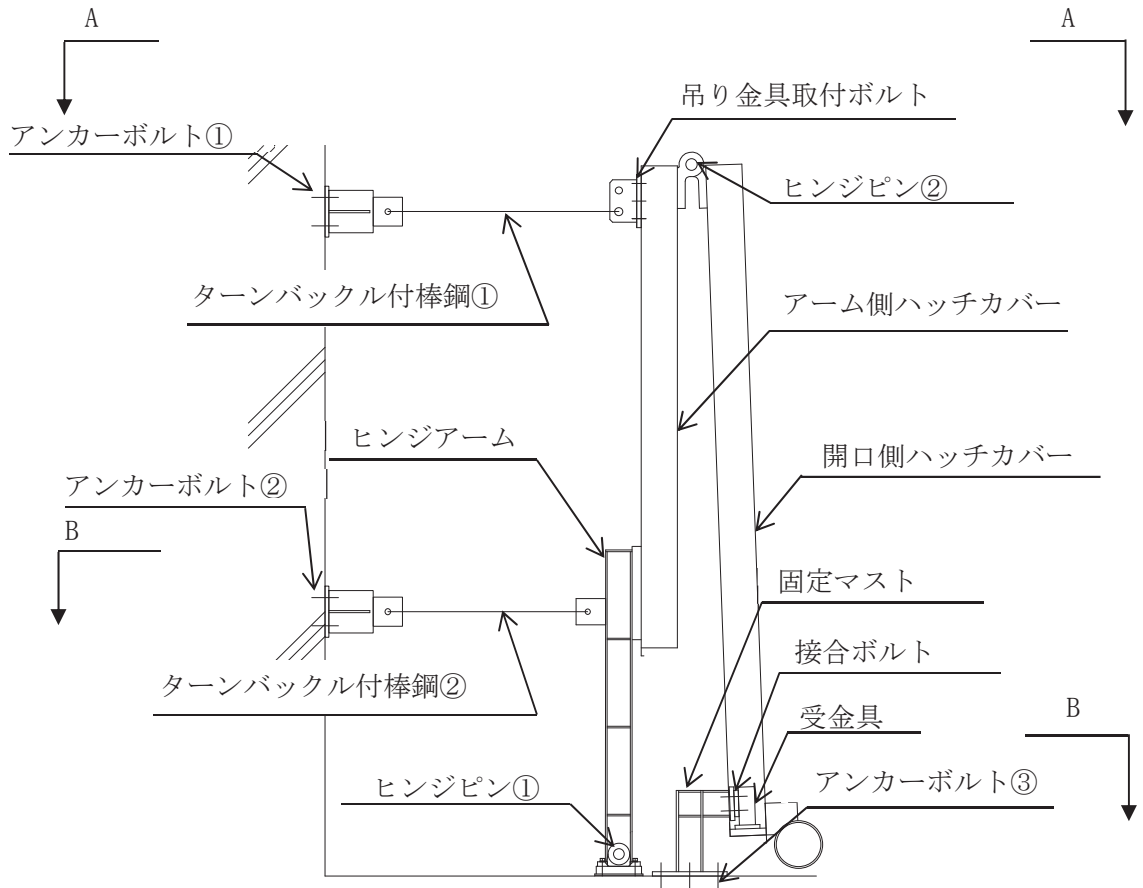 A
A
吊り金具取付ボルト
アンカーボルト①
ヒンジピン②
ターンバックル付棒鋼①
アーム側ハッチカバー
ヒンジアーム
開口側ハッチカバー
アンカーボルト②
B
固定マスト
接合ボルト
ターンバックル付棒鋼②
受金具
B
ヒンジピン①
アンカーボルト③